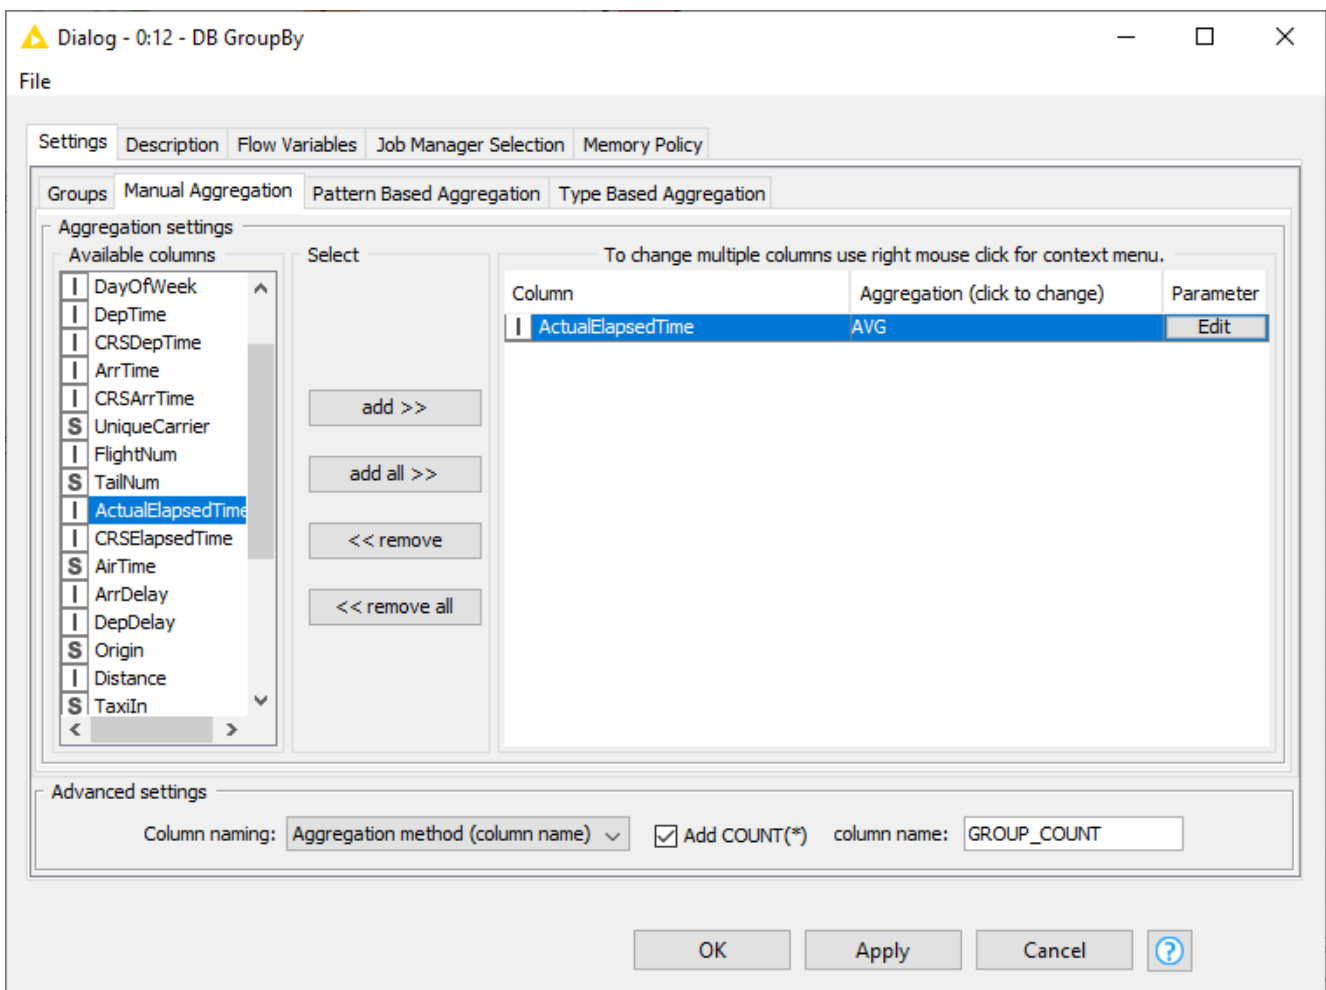 Dialog - 0:12 - DB GroupBy
File
Settings Description Flow Variables Job Manager Selection Memory Policy
Groups Manual Aggregation Pattern Based Aggregation Type Based Aggregation
Aggregation settings
Available columns
I DayOfWeek
I DepTime
I CRSDepTime
I ArrTime
I CRSArrTime
S UniqueCarrier
I FlightNum
S TailNum
I ActualElapsedTime
I CRSElapsedTime
S AirTime
I ArrDelay
I DepDelay
S Origin
I Distance
S TaxiIn
Select
add >>
add all >>
<< remove
<< remove all
To change multiple columns use right mouse click for context menu.
Column Aggregation (click to change) Parameter
I ActualElapsedTime AVG Edit
Advanced settings
Column naming: Aggregation method (column name) Add COUNT(*) column name: GROUP_COUNT
OK Apply Cancel ?